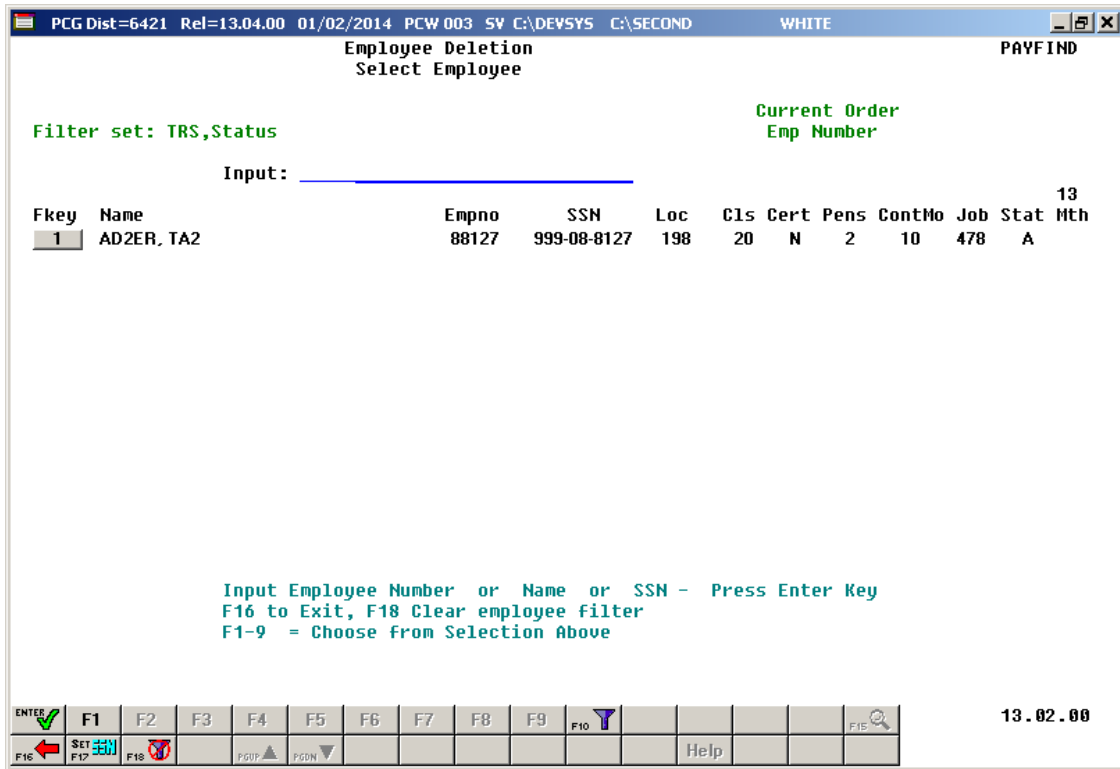 PCG Dist=6421 Rel=13.04.00 01/02/2014 PCW 003 SV C:\DEVSYS C:\SECOND WHITE
Employee Deletion PAYFIND
Select Employee
Current Order
Filter set: TRS,Status Emp Number
Input:
13
Fkey Name Empno SSN Loc Cls Cert Pens ContMo Job Stat Mth
1 AD2ER, TA2 88127 999-08-8127 198 20 N 2 10 478 A
Input Employee Number or Name or SSN - Press Enter Key
F16 to Exit, F18 Clear employee filter
F1-9 = Choose from Selection Above
ENTER F1 F2 F3 F4 F5 F6 F7 F8 F9 F10 F15 13.02.00
F16 SET F17 F18 PGUP PGDN Help